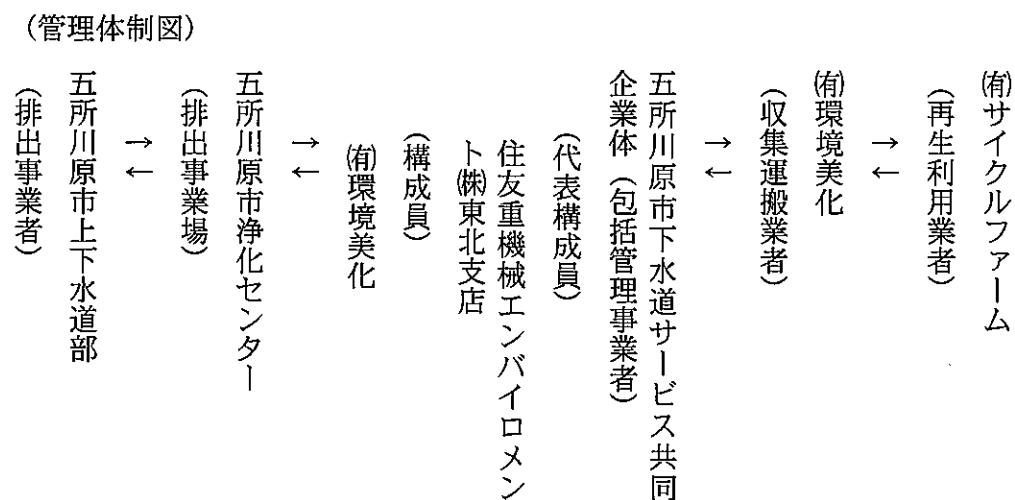 （管理体制図）
㈲サイクルファーム
（再生利用業者）
→
←
㈲環境美化
（収集運搬業者）
→
←
五所川原市下水道サービス共同
企業体（包括管理事業者）
（代表構成員）
住友重機械エンバイロメン
ト㈱東北支店
（構成員）
㈲環境美化
→
←
五所川原市浄化センター
（排出事業場）
→
←
五所川原市上下水道部
（排出事業者）